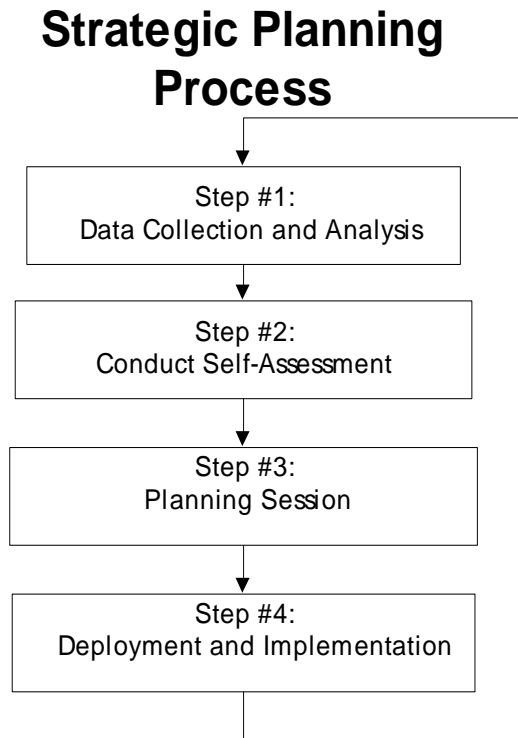 Strategic Planning
Process
Step #1:
Data Collection and Analysis
Step #2:
Conduct Self-Assessment
Step #3:
Planning Session
Step #4:
Deployment and Implementation